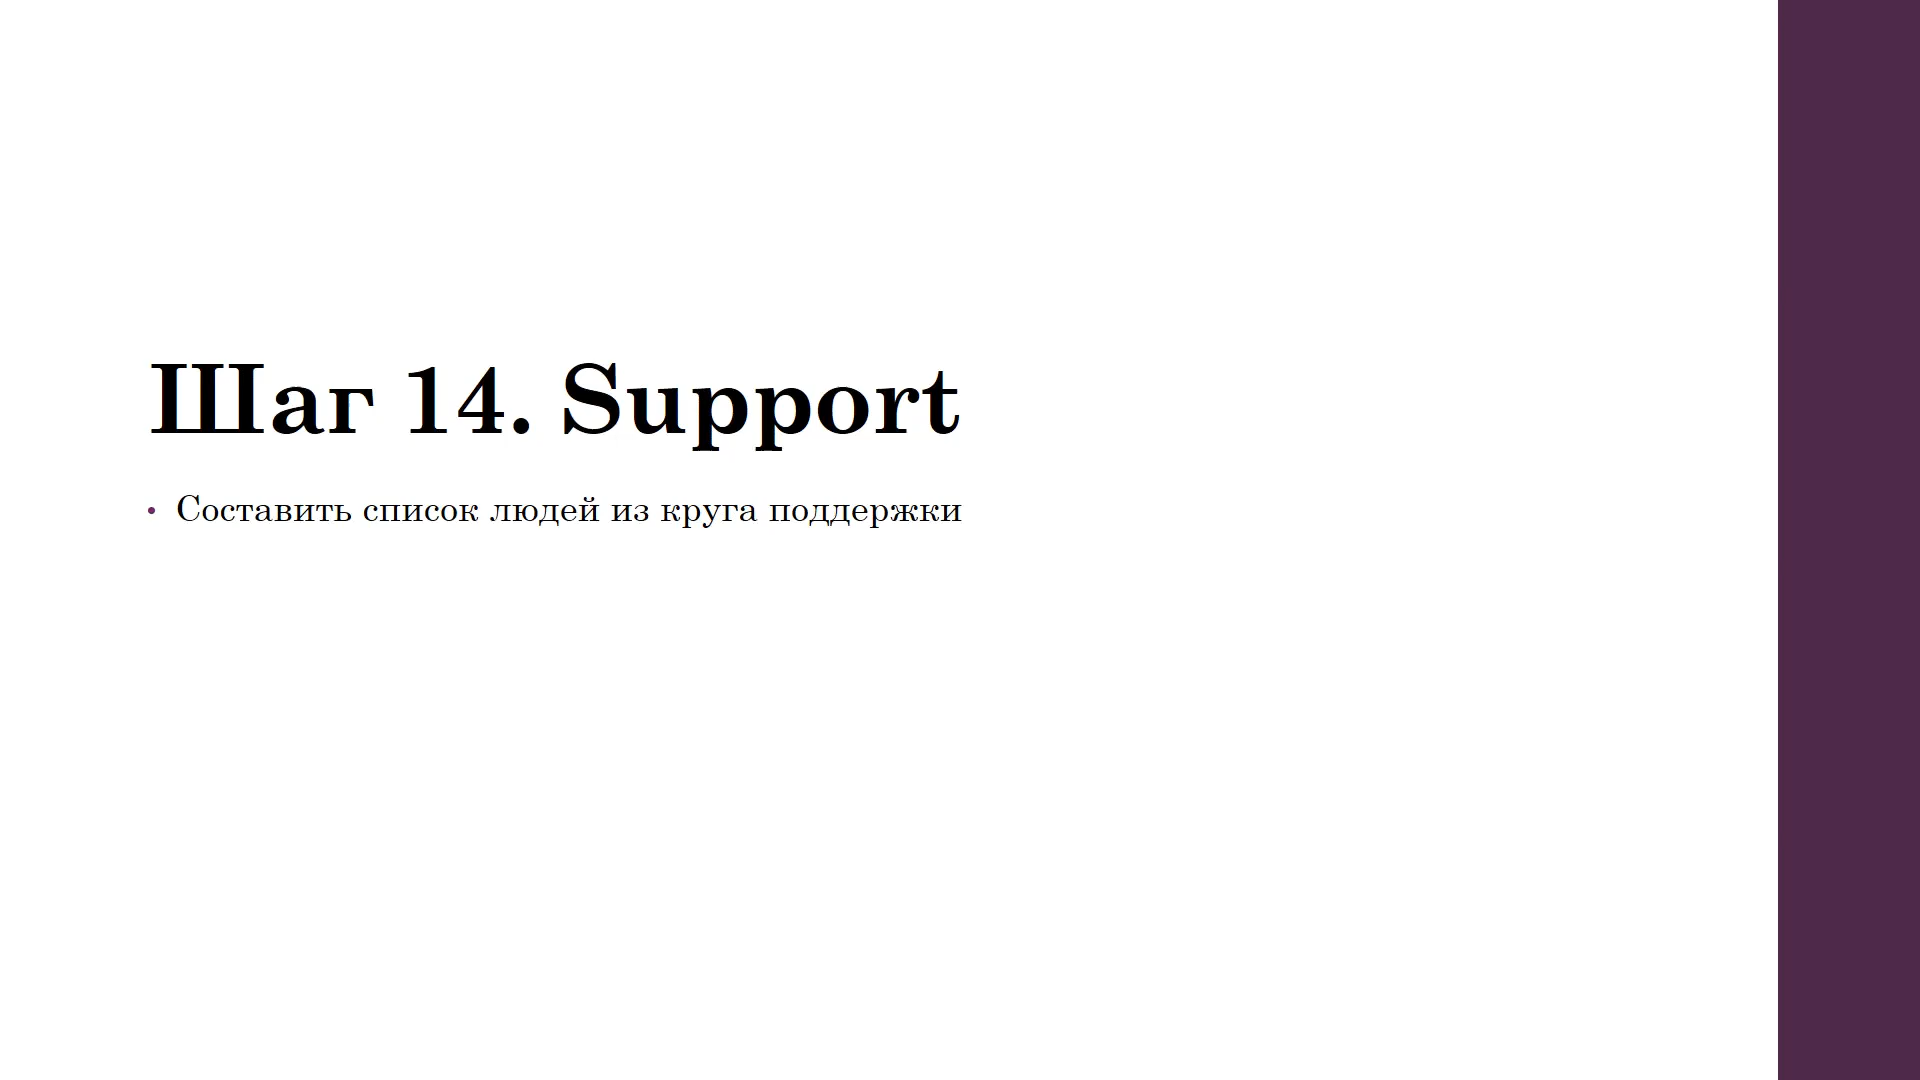 Шаг 14. Support
• Составить список людей из круга поддержки